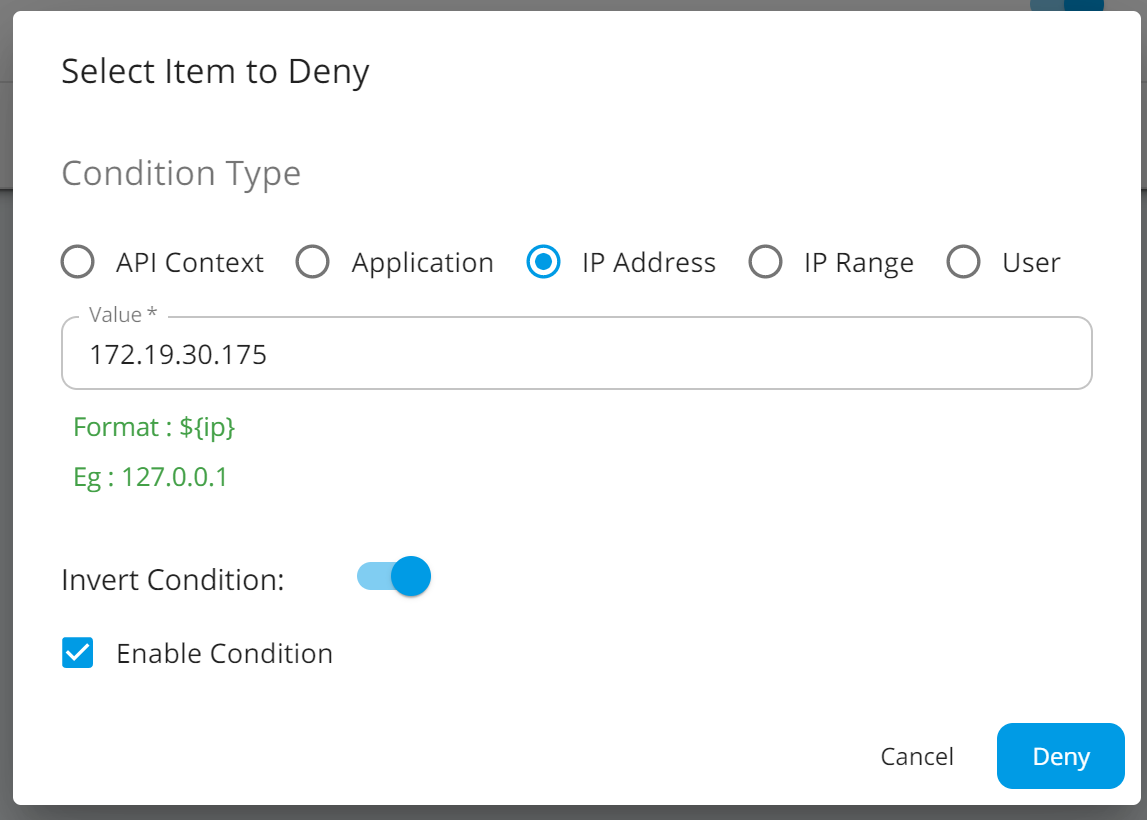 Select Item to Deny
Condition Type
API Context Application IP Address IP Range User
Value *
172.19.30.175
Format : ${ip}
Eg : 127.0.0.1
Invert Condition:
Enable Condition
Cancel Deny